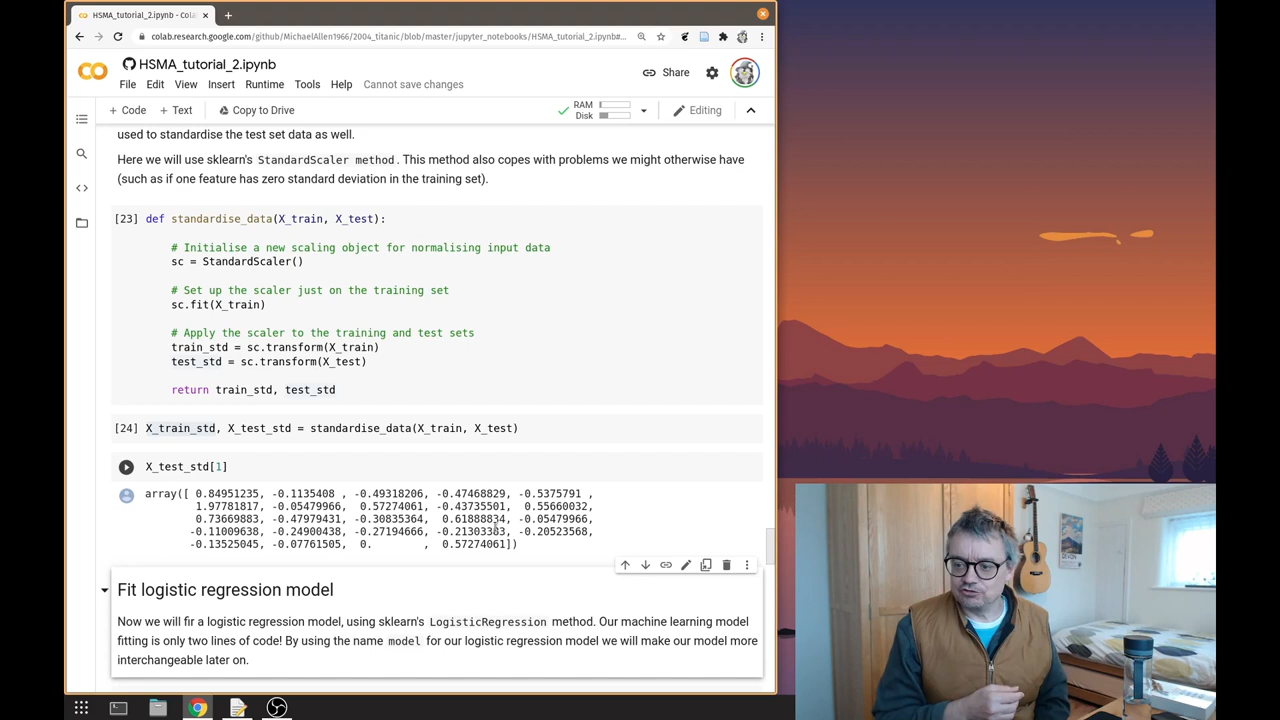 HSMA_tutorial_2.ipynb - Cola
colab.research.google.com/github/MichaelAllen1966/2004_titanic/blob/master/jupyter_notebooks/HSMA_tutorial_2.ipynb#...
HSMA_tutorial_2.ipynb
Share
File Edit View Insert Runtime Tools Help Cannot save changes
+ Code + Text Copy to Drive
RAM
Disk
Editing
used to standardise the test set data as well.
Here we will use sklearn's StandardScaler method. This method also copes with problems we might otherwise have
(such as if one feature has zero standard deviation in the training set).
[23] def standardise_data(X_train, X_test):
# Initialise a new scaling object for normalising input data
sc = StandardScaler()
# Set up the scaler just on the training set
sc.fit(X_train)
# Apply the scaler to the training and test sets
train_std = sc.transform(X_train)
test_std = sc.transform(X_test)
return train_std, test_std
[24] X_train_std, X_test_std = standardise_data(X_train, X_test)
X_test_std[1]
array([ 0.84951235, -0.1135408 , -0.49318206, -0.47468829, -0.5375791 ,
1.97781817, -0.05479966, 0.57274061, -0.43735501, 0.55660032,
0.73669883, -0.47979431, -0.30835364, 0.61888834, -0.05479966,
-0.11009638, -0.24900438, -0.27194666, -0.21303383, -0.20523568,
-0.13525045, -0.07761505, 0. , 0.57274061])
Fit logistic regression model
Now we will fir a logistic regression model, using sklearn's LogisticRegression method. Our machine learning model
fitting is only two lines of code! By using the name model for our logistic regression model we will make our model more
interchangeable later on.
DEVON